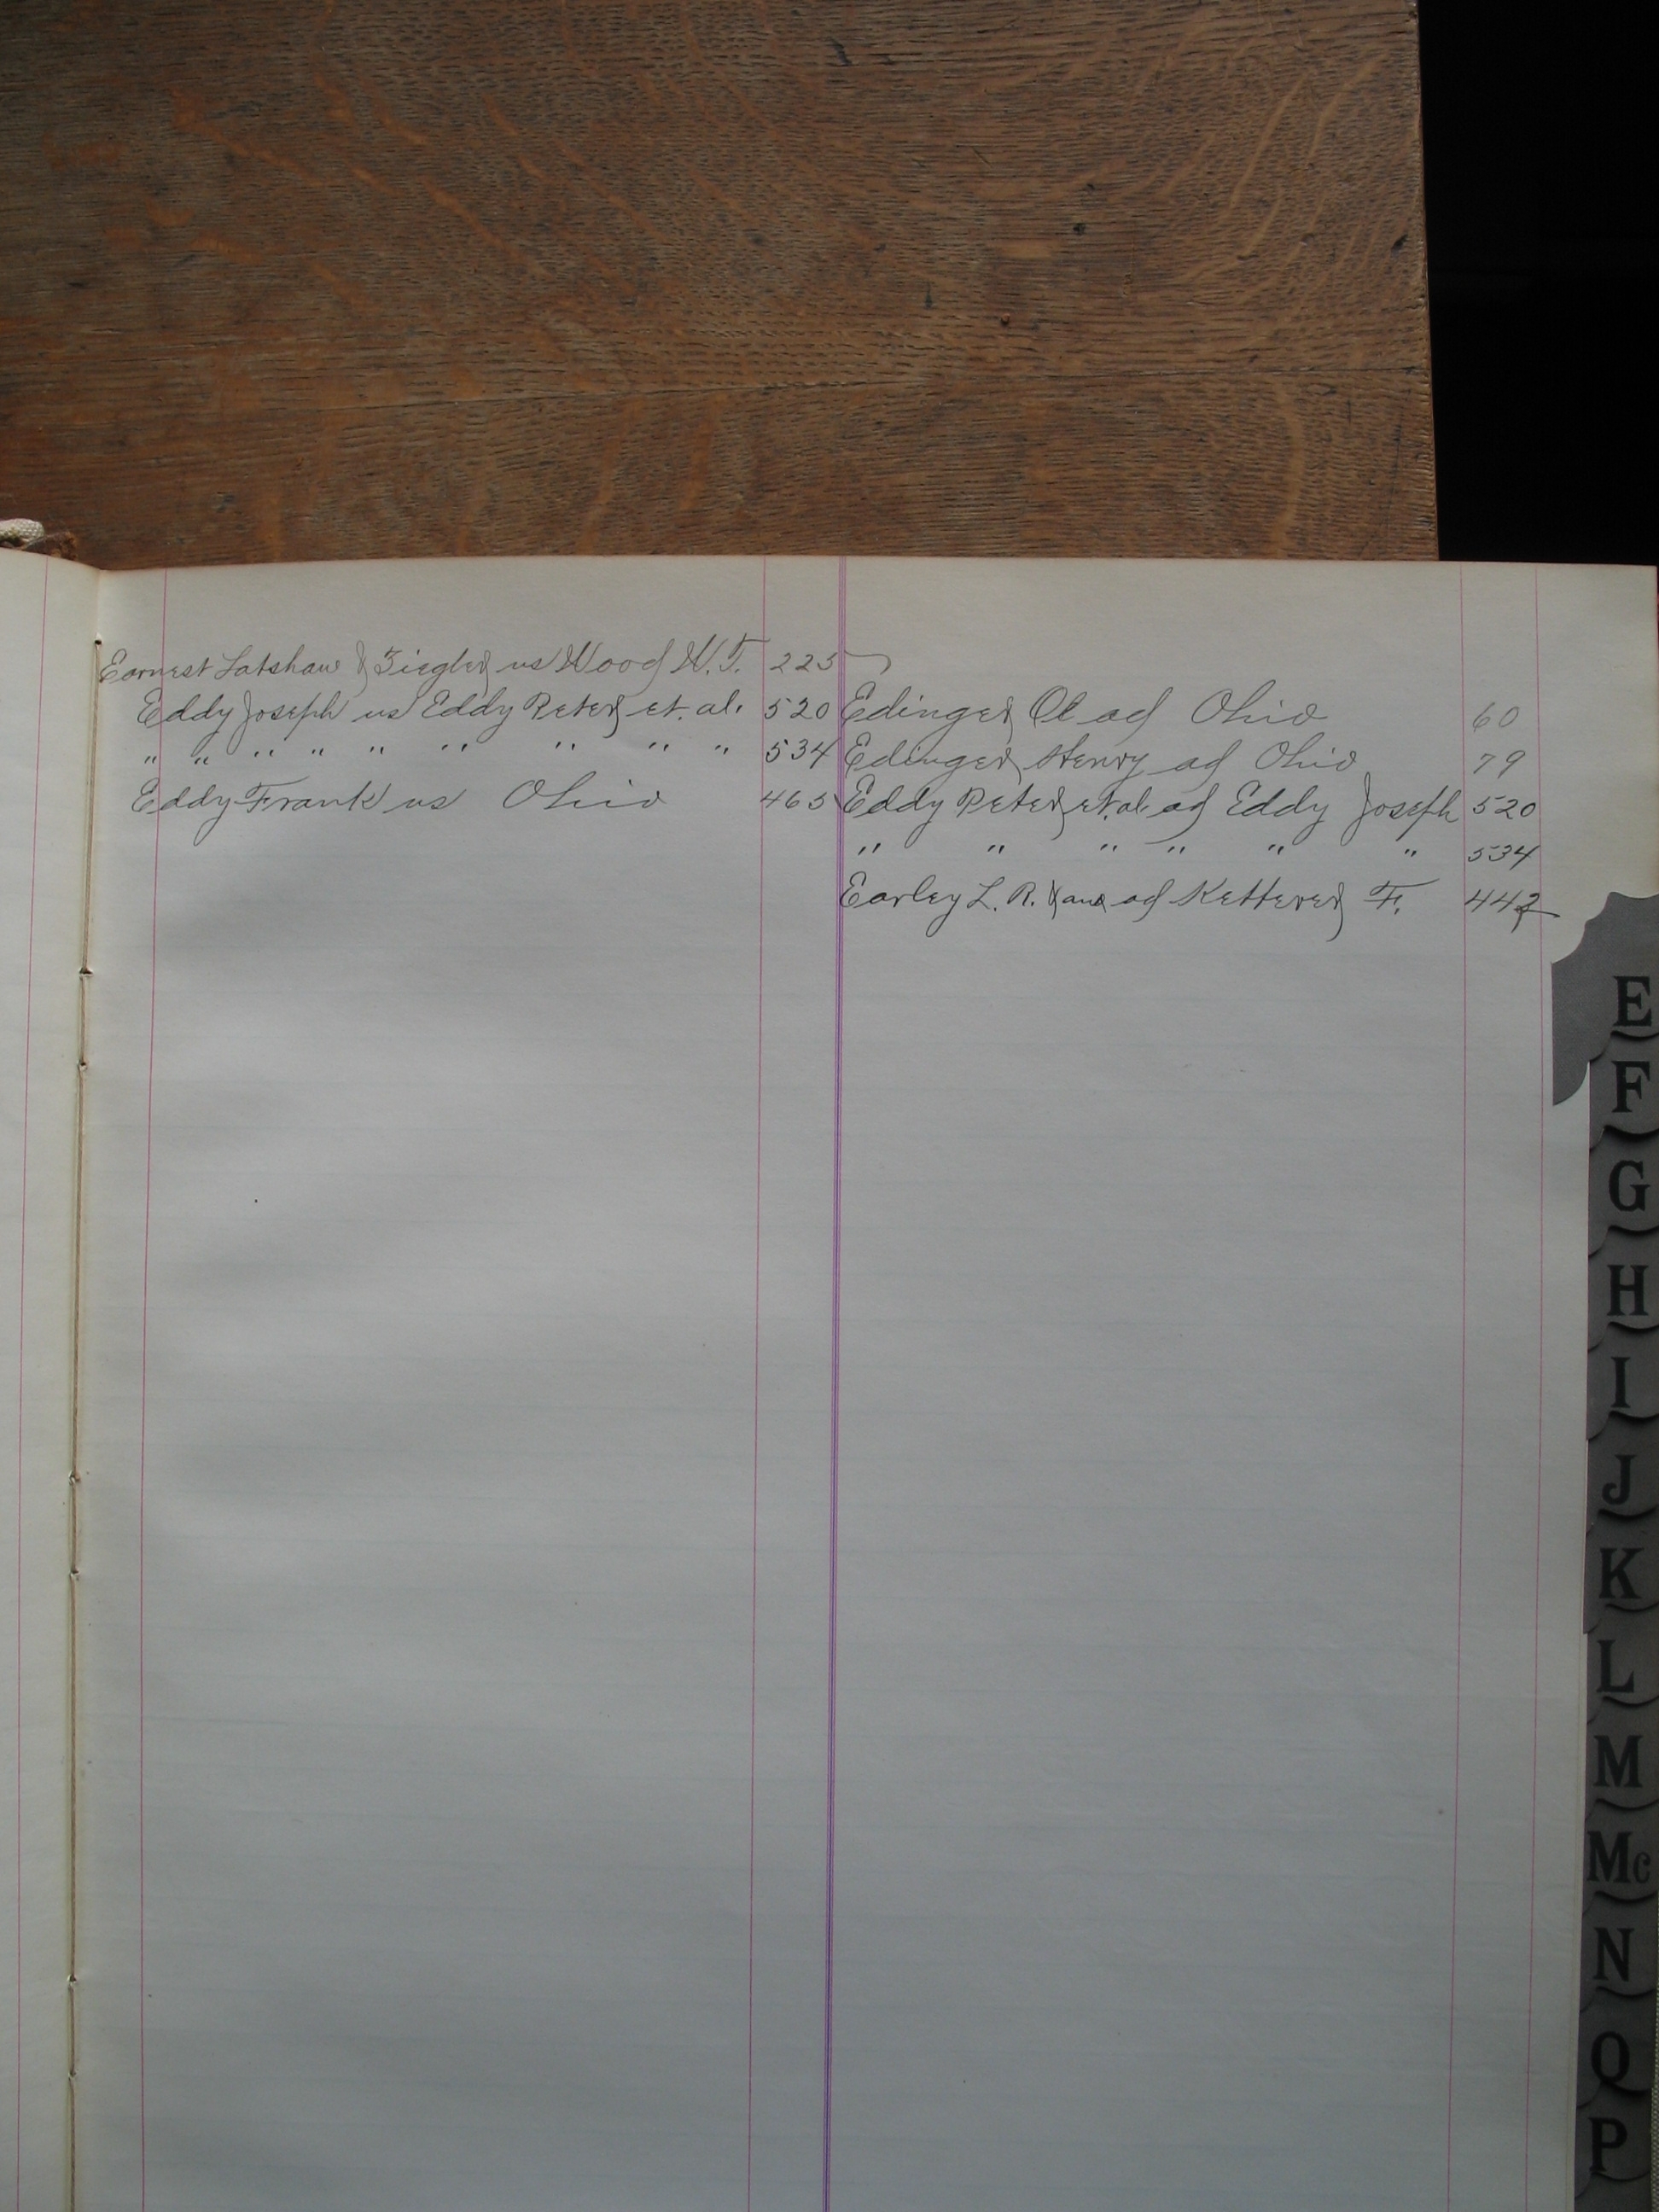 Earnest Latshaw & Ziegler vs Wood W. T. 225
Eddy Joseph vs Eddy Peter et. al. 520
" " " " " " " " " 534
Eddy Frank vs Ohio 465
Edinger Al ad Ohio 60
Edinger Henry ad Ohio 79
Eddy Peter et. al ad Eddy Joseph 520
" " " " " " 534
Earley L. R. & ad Ketterer F. 442
E
F
G
H
I
J
K
L
M
Mc
N
O
P